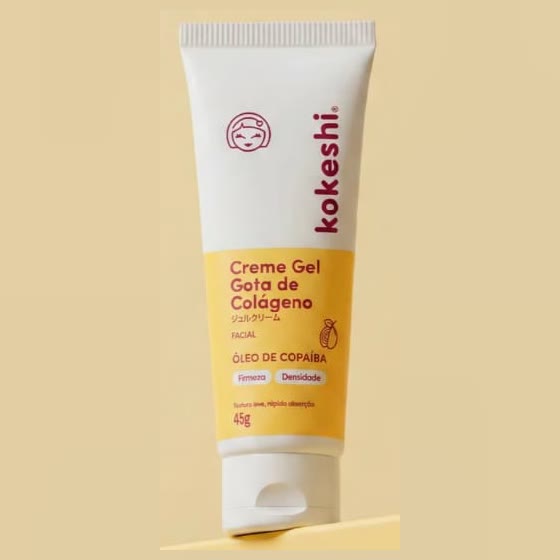 kokeshi®
Creme Gel
Gota de
Colágeno
ジェルクリーム
FACIAL
ÓLEO DE COPAÍBA
Firmeza Densidade
Textura leve, rápida absorção
45g